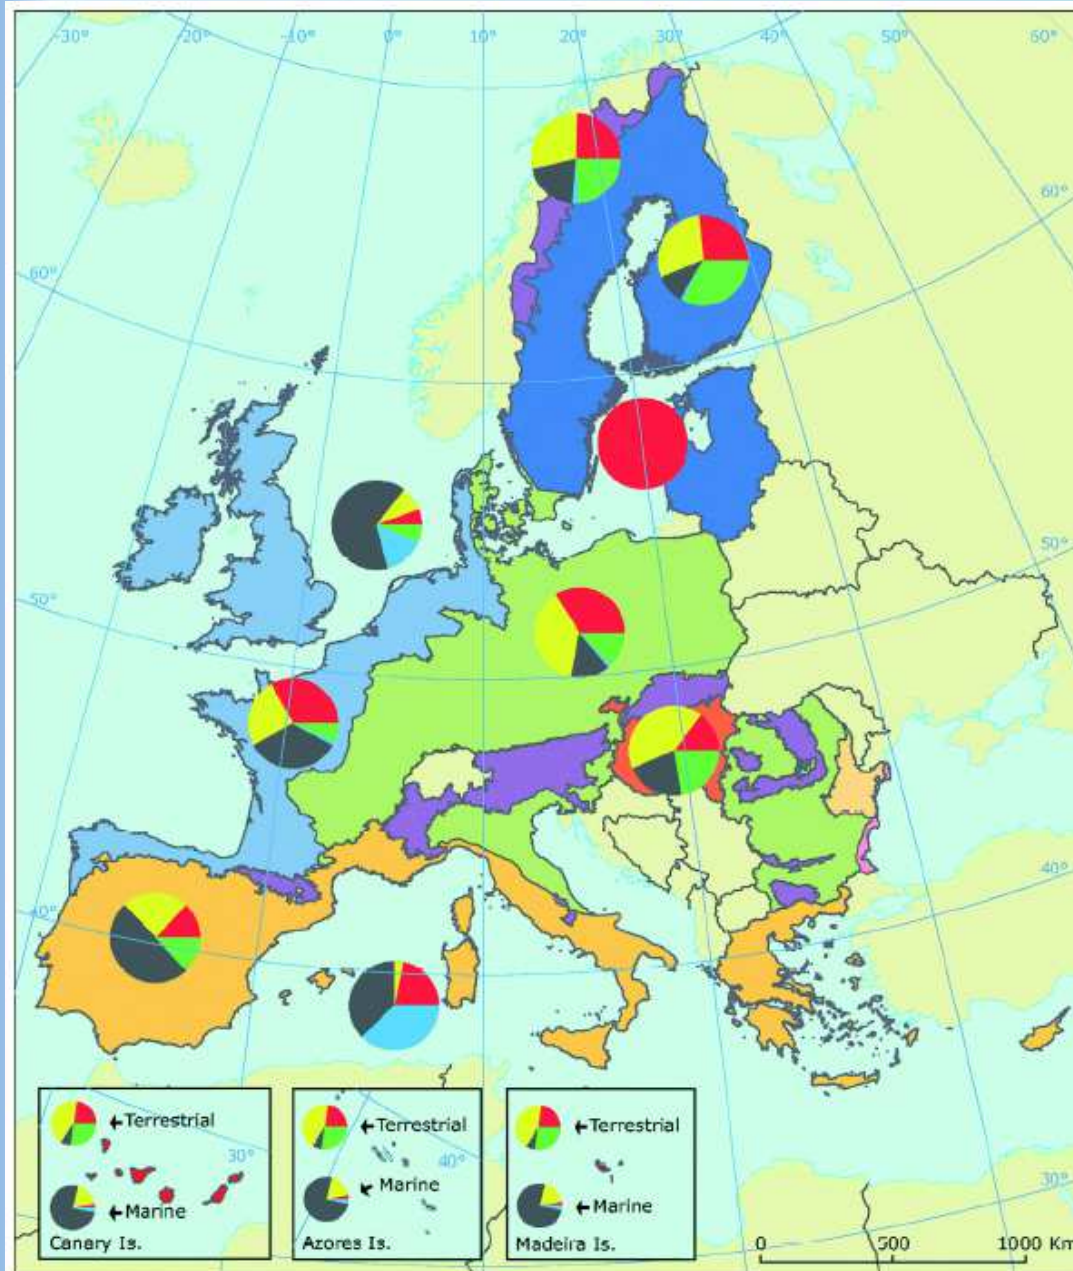 -30° -20° -10° 0° 10° 20° 30° 40° 50° 60°
60°
60°
50°
50°
40°
40°
Terrestrial
Marine
30°
Canary Is.
Terrestrial
40°
Marine
Azores Is.
Terrestrial
Marine
Madeira Is.
30°
0 500 1000 Km